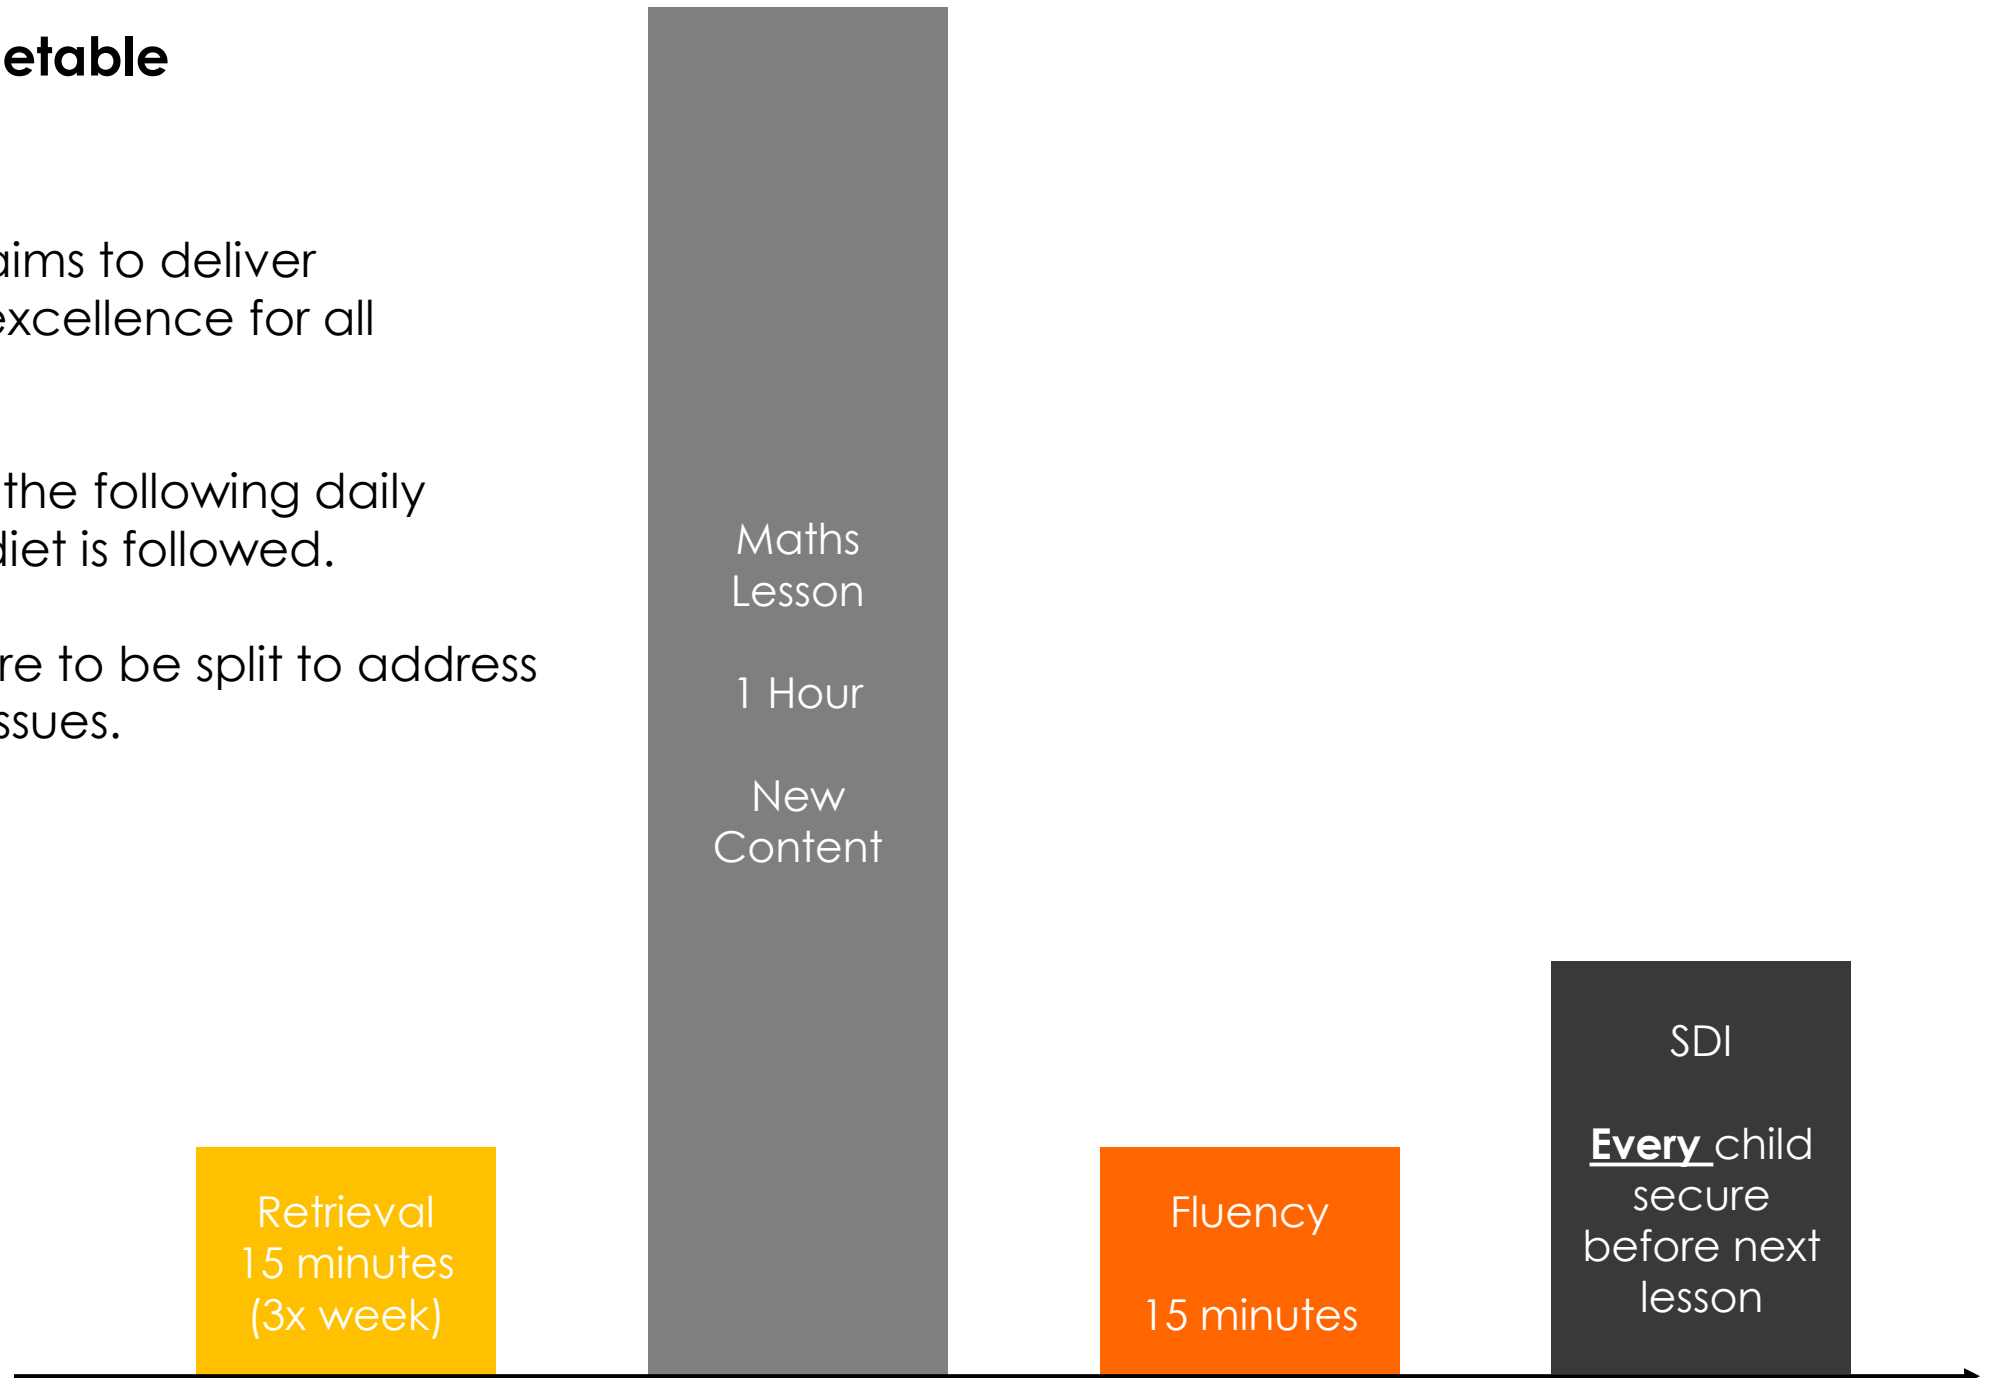 etable
aims to deliver
excellence for all
the following daily
diet is followed.
re to be split to address
ssues.
Maths
Lesson
1 Hour
New
Content
Retrieval
15 minutes
(3x week)
Fluency
15 minutes
SDI
Every child
secure
before next
lesson